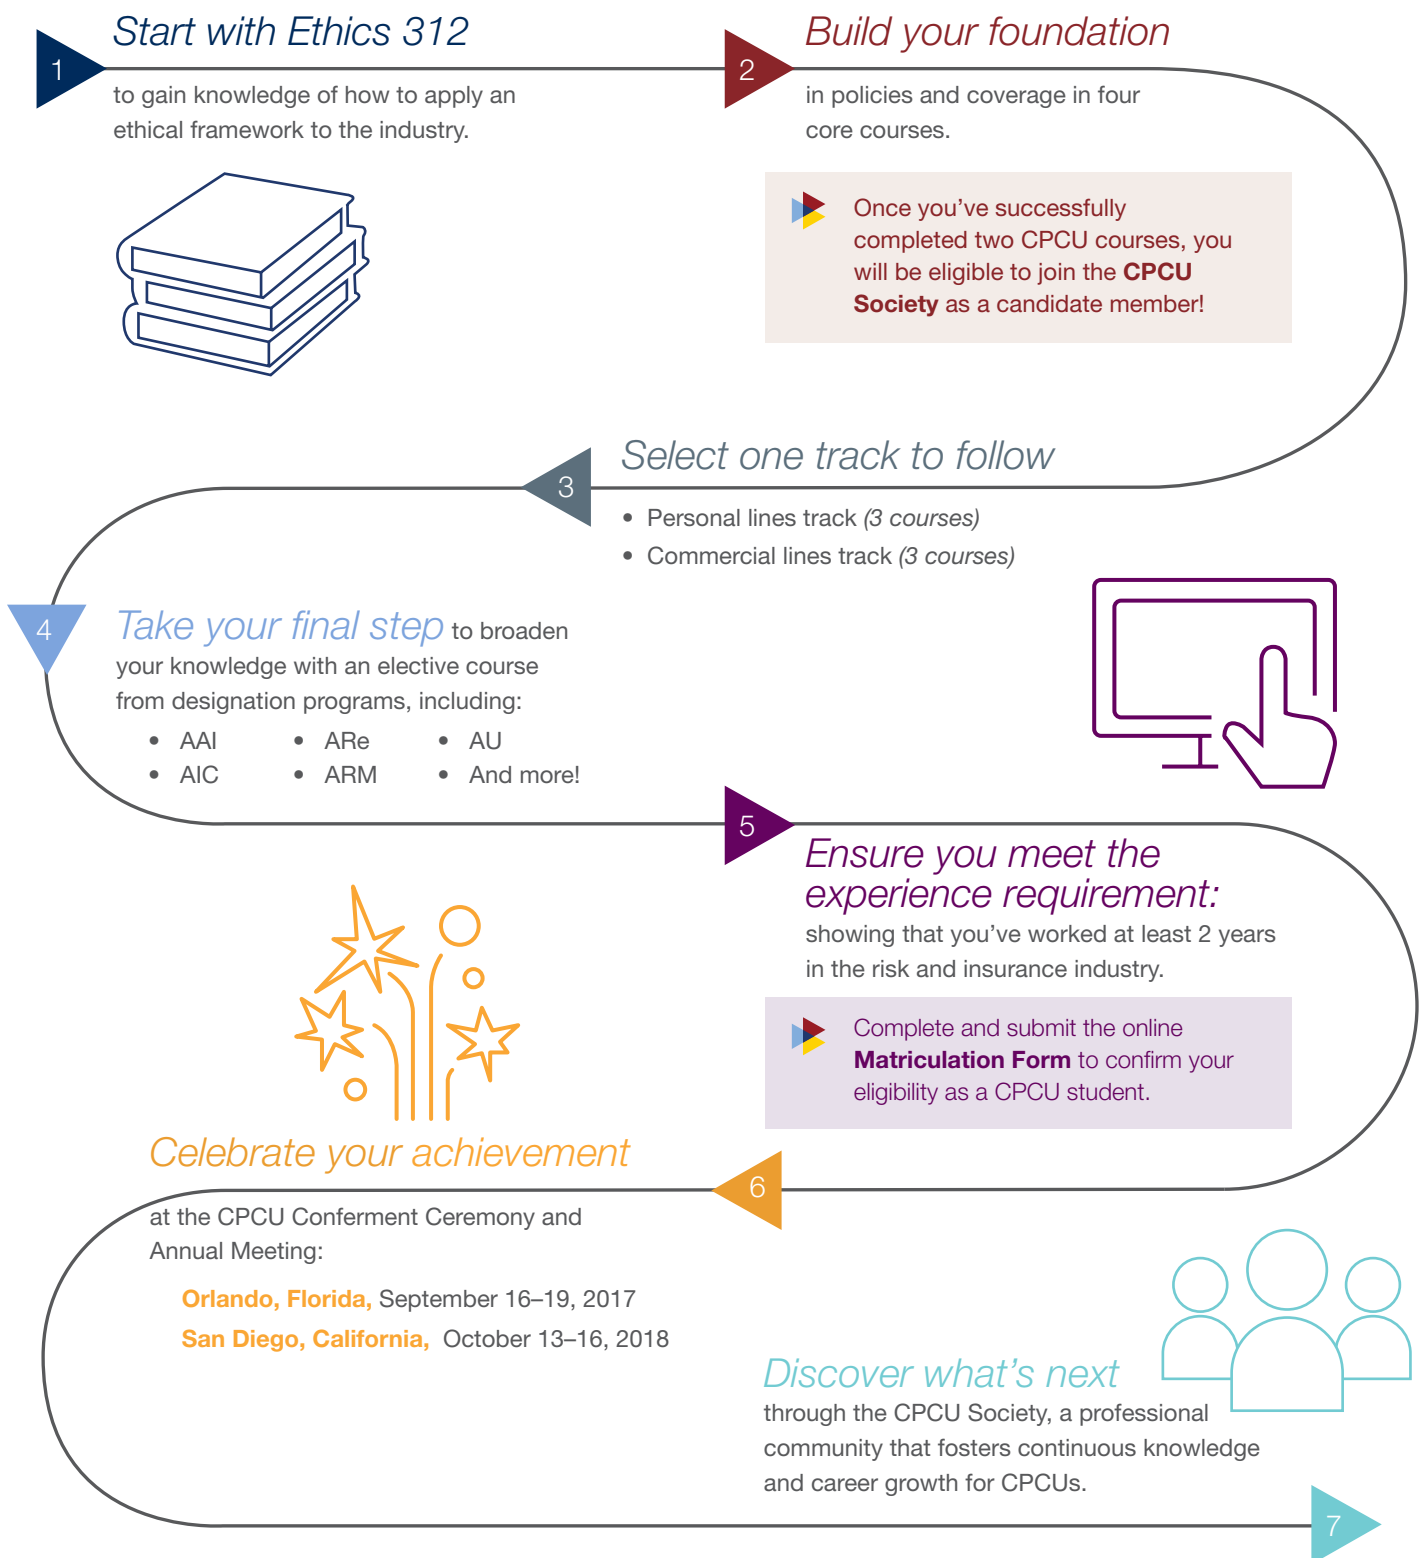 1
Start with Ethics 312
to gain knowledge of how to apply an
ethical framework to the industry.
2
Build your foundation
in policies and coverage in four
core courses.
Once you’ve successfully
completed two CPCU courses, you
will be eligible to join the CPCU
Society as a candidate member!
3
Select one track to follow
• Personal lines track (3 courses)
• Commercial lines track (3 courses)
4
Take your final step to broaden
your knowledge with an elective course
from designation programs, including:
• AAI • ARe • AU
• AIC • ARM • And more!
5
Ensure you meet the
experience requirement:
showing that you’ve worked at least 2 years
in the risk and insurance industry.
Complete and submit the online
Matriculation Form to confirm your
eligibility as a CPCU student.
6
Celebrate your achievement
at the CPCU Conferment Ceremony and
Annual Meeting:
Orlando, Florida, September 16–19, 2017
San Diego, California, October 13–16, 2018
Discover what’s next
through the CPCU Society, a professional
community that fosters continuous knowledge
and career growth for CPCUs.
7